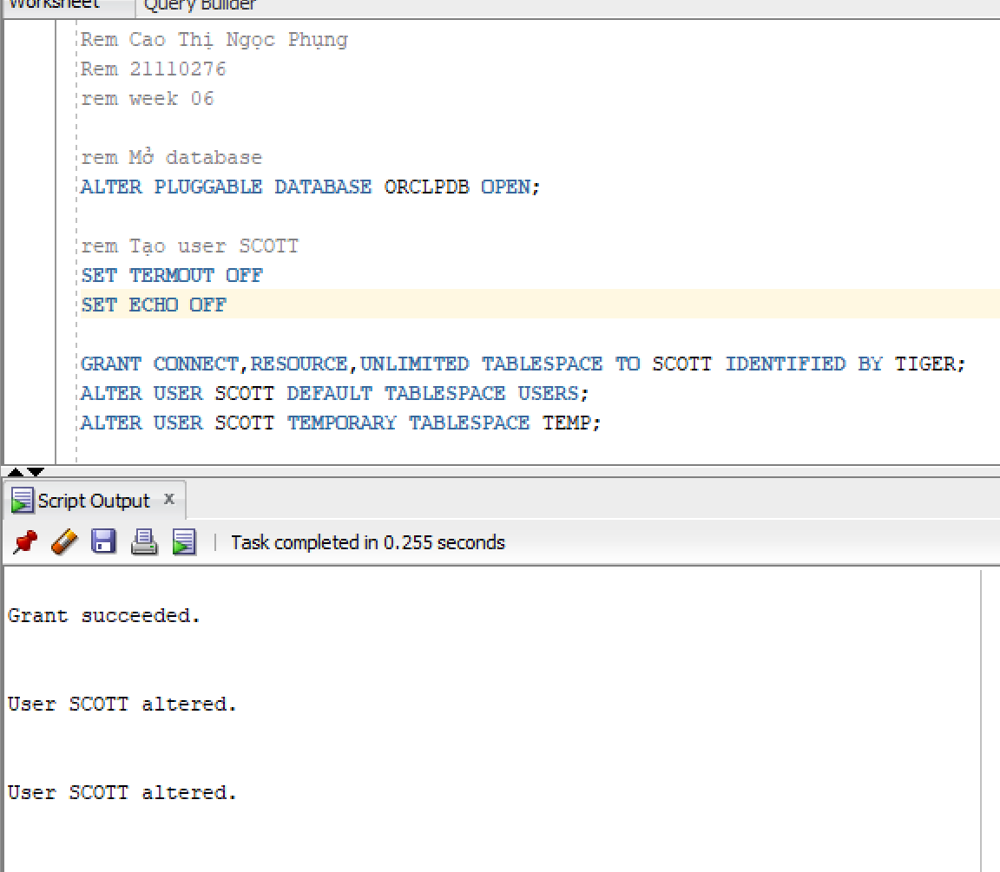 Worksheet Query Builder
Rem Cao Thị Ngọc Phụng
Rem 21110276
rem week 06
rem Mở database
ALTER PLUGGABLE DATABASE ORCLPDB OPEN;
rem Tạo user SCOTT
SET TERMOUT OFF
SET ECHO OFF
GRANT CONNECT,RESOURCE,UNLIMITED TABLESPACE TO SCOTT IDENTIFIED BY TIGER;
ALTER USER SCOTT DEFAULT TABLESPACE USERS;
ALTER USER SCOTT TEMPORARY TABLESPACE TEMP;
Script Output x
Task completed in 0.255 seconds
Grant succeeded.
User SCOTT altered.
User SCOTT altered.